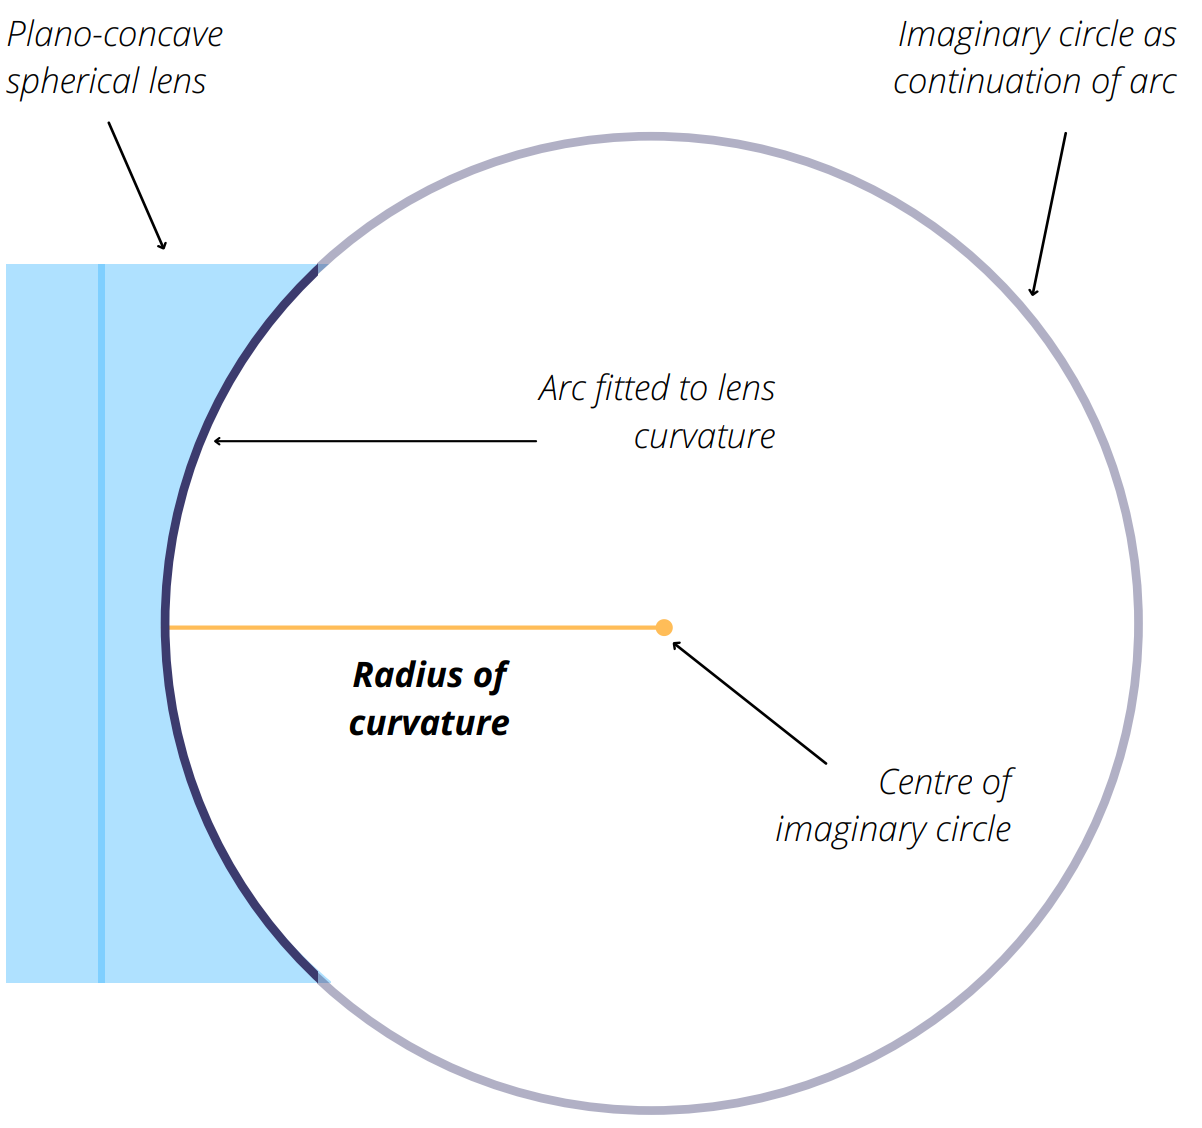 Plano-concave
spherical lens
Imaginary circle as
continuation of arc
Arc fitted to lens
curvature
Radius of
curvature
Centre of
imaginary circle